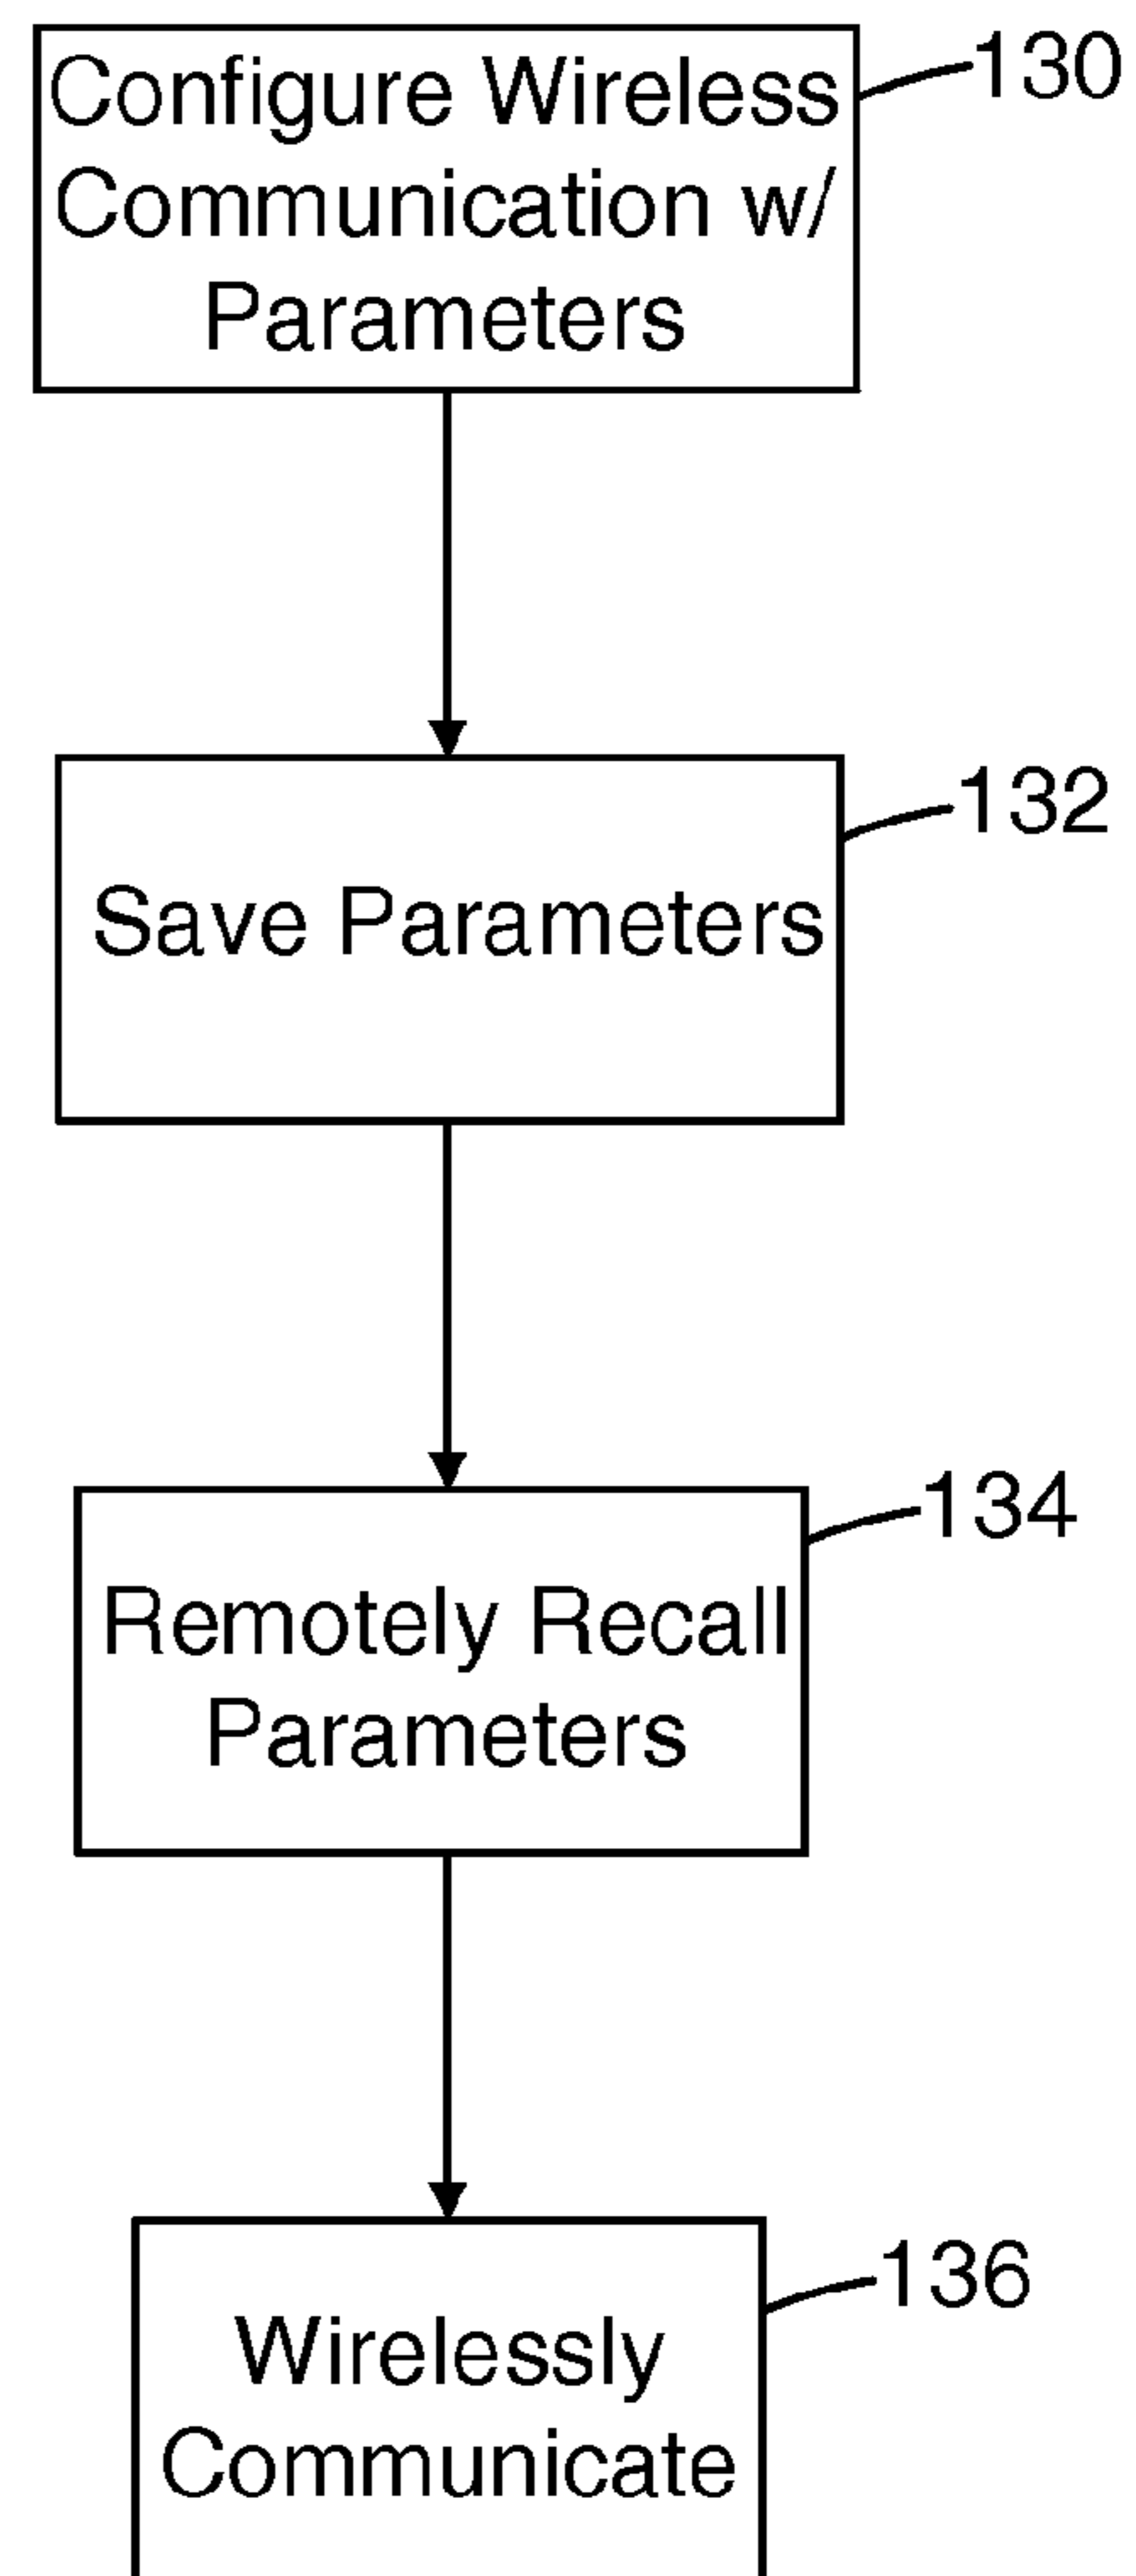 Configure Wireless
Communication w/
Parameters
130
Save Parameters
132
Remotely Recall
Parameters
134
Wirelessly
Communicate
136